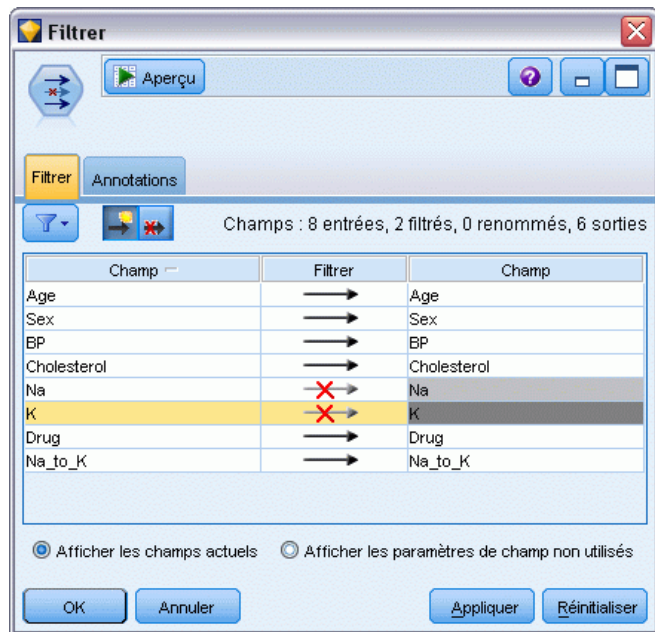 Filtrer
Aperçu
Filtrer Annotations
Champs : 8 entrées, 2 filtrés, 0 renommés, 6 sorties
Champ Filtrer Champ
Age Age
Sex Sex
BP BP
Cholesterol Cholesterol
Na Na
K K
Drug Drug
Na_to_K Na_to_K
Afficher les champs actuels Afficher les paramètres de champ non utilisés
OK Annuler Appliquer Réinitialiser